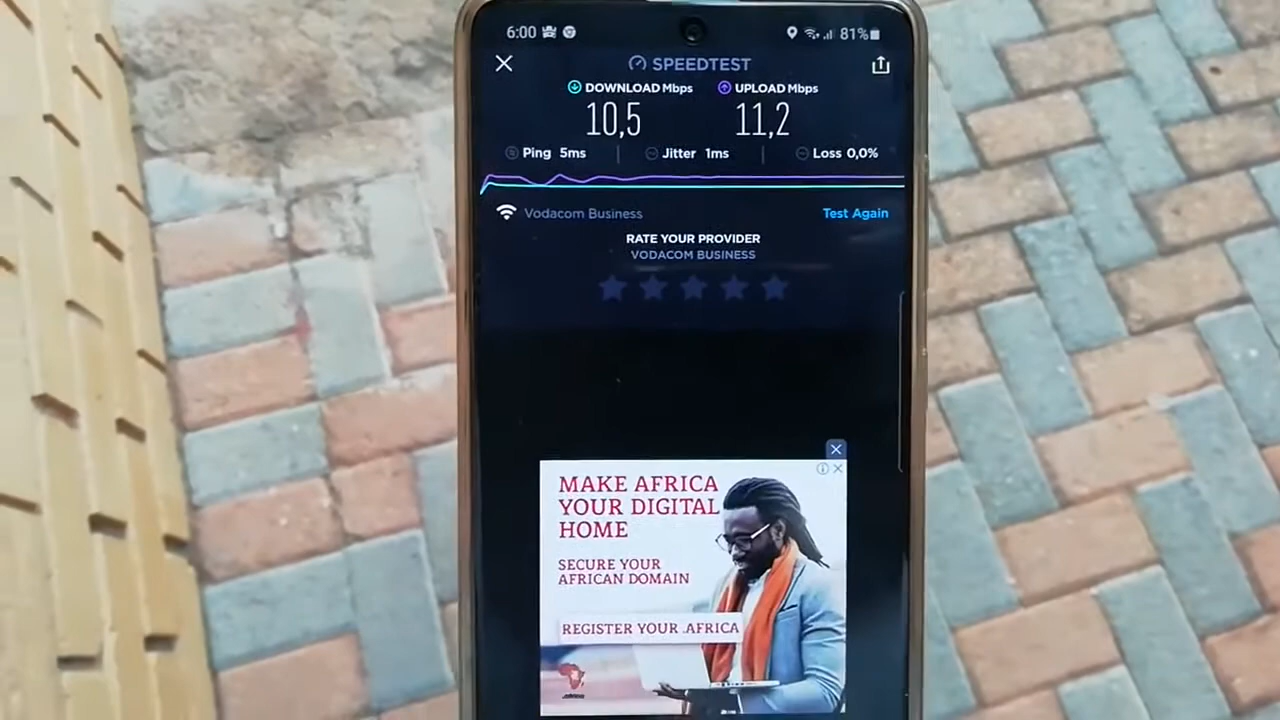 6:00 81%
SPEEDTEST
DOWNLOAD Mbps UPLOAD Mbps
10,5 11,2
Ping 5ms Jitter 1ms Loss 0,0%
Vodacom Business Test Again
RATE YOUR PROVIDER
VODACOM BUSINESS
MAKE AFRICA
YOUR DIGITAL
HOME
SECURE YOUR
AFRICAN DOMAIN
REGISTER YOUR .AFRICA
.africa